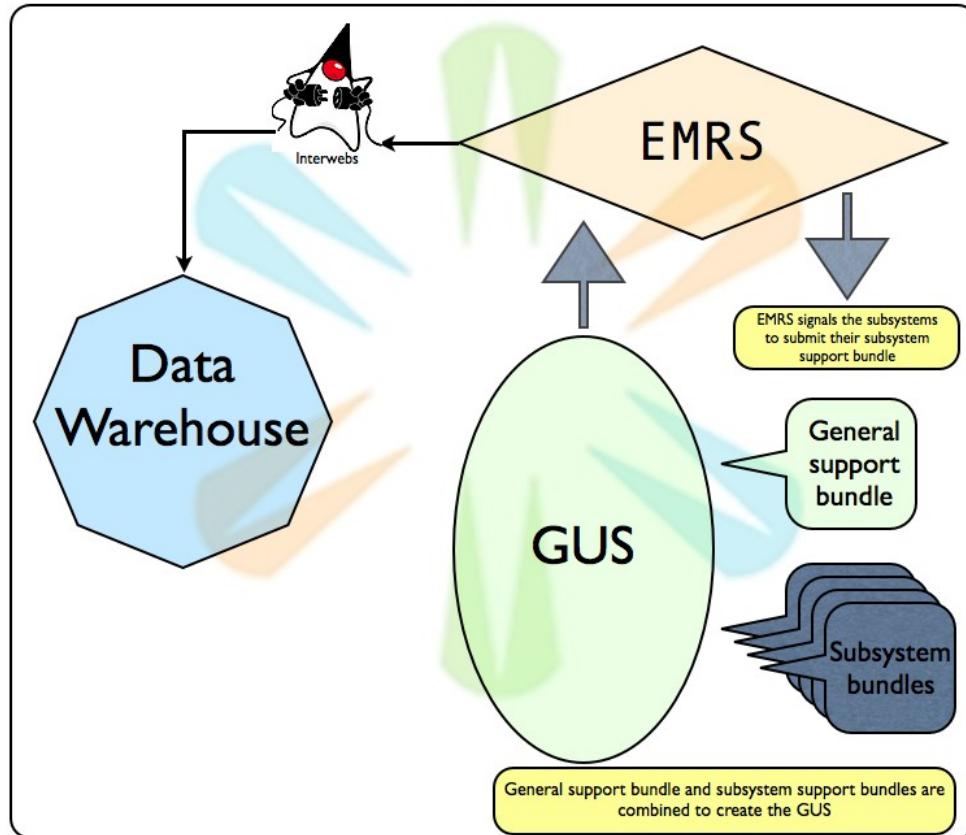 EMRS
Interwebs
Data
Warehouse
EMRS signals the subsystems
to submit their subsystem
support bundle
General
support
bundle
GUS
Subsystem
bundles
General support bundle and subsystem support bundles are
combined to create the GUS